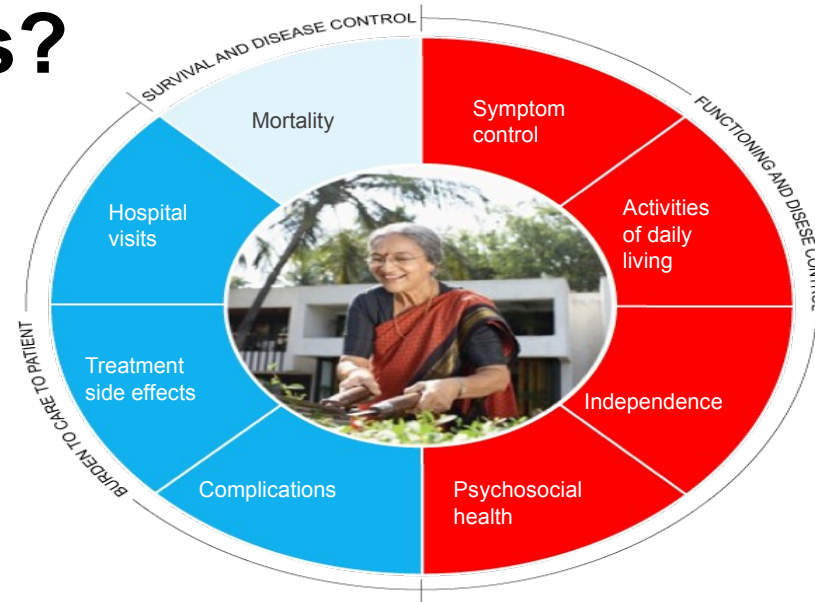 s?
SURVIVAL AND DISEASE CONTROL
Mortality
Symptom
control
FUNCTIONING AND DISESE CONTROL
Hospital
visits
Activities
of daily
living
Treatment
side effects
Independence
BURDEN TO CARE TO PATIENT
Complications
Psychosocial
health